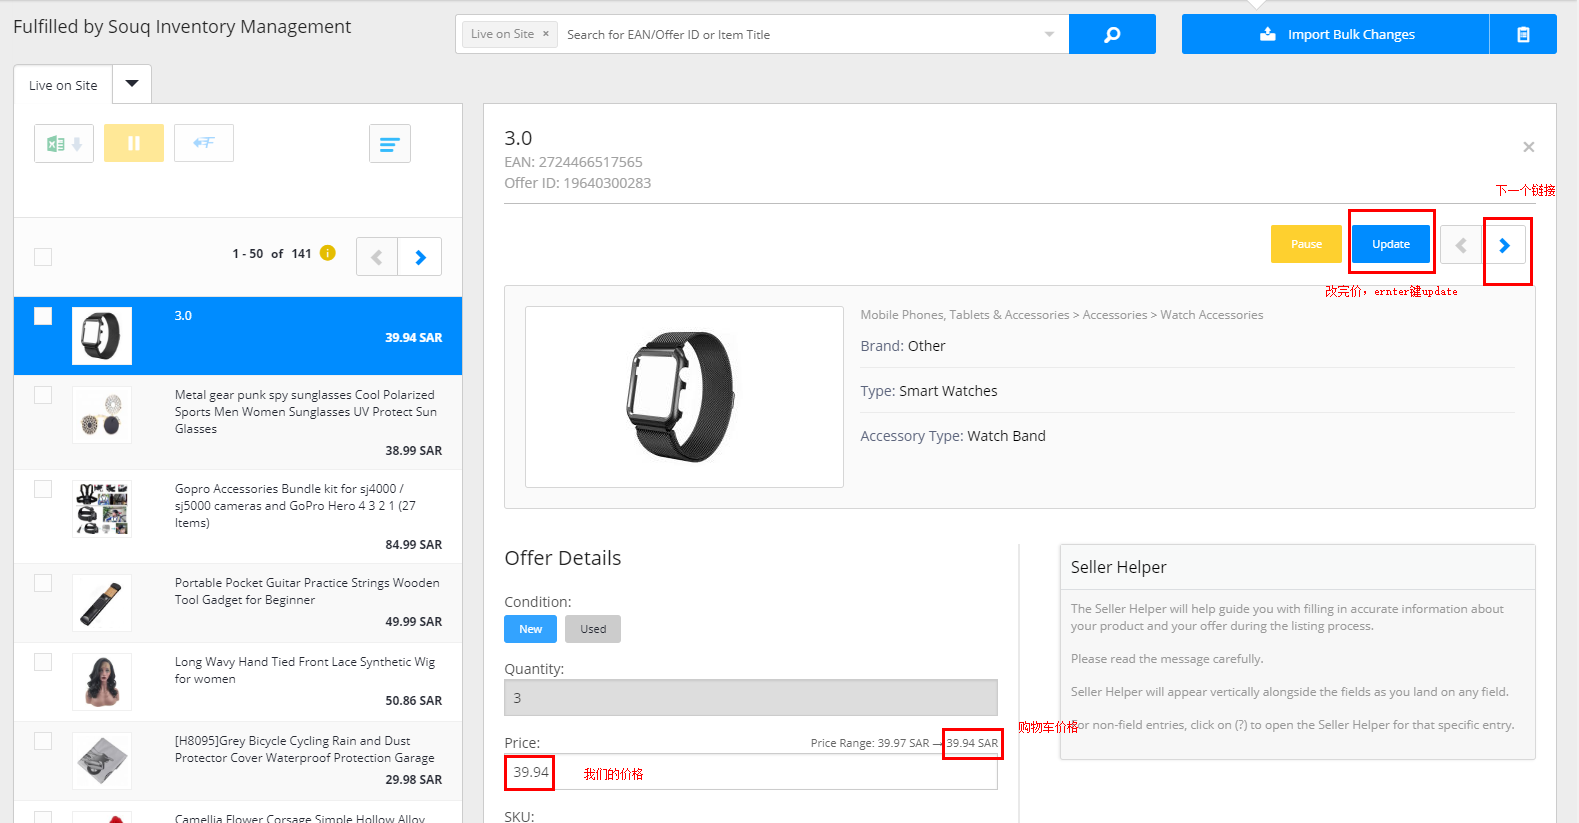 Fulfilled by Souq Inventory Management
Live on Site ×
Search for EAN/Offer ID or Item Title
Import Bulk Changes
Live on Site
1 - 50 of 141
3.0
39.94 SAR
Metal gear punk spy sunglasses Cool Polarized
Sports Men Women Sunglasses UV Protect Sun
Glasses
38.99 SAR
Gopro Accessories Bundle kit for sj4000 /
sj5000 cameras and GoPro Hero 4 3 2 1 (27
Items)
84.99 SAR
Portable Pocket Guitar Practice Strings Wooden
Tool Gadget for Beginner
49.99 SAR
Long Wavy Hand Tied Front Lace Synthetic Wig
for women
50.86 SAR
[H8095]Grey Bicycle Cycling Rain and Dust
Protector Cover Waterproof Protection Garage
29.98 SAR
Camellia Flower Corsage Simple Hollow Alloy
3.0
EAN: 2724466517565
Offer ID: 19640300283
下一个链接
Pause
Update
改完价，ernter键update
Mobile Phones, Tablets & Accessories > Accessories > Watch Accessories
Brand: Other
Type: Smart Watches
Accessory Type: Watch Band
Offer Details
Condition:
New
Used
Quantity:
3
Price:
Price Range: 39.97 SAR → 39.94 SAR
购物车价格
39.94
我们的价格
SKU:
Seller Helper
The Seller Helper will help guide you with filling in accurate information about
your product and your offer during the listing process.
Please read the message carefully.
Seller Helper will appear vertically alongside the fields as you land on any field.
For non-field entries, click on (?) to open the Seller Helper for that specific entry.